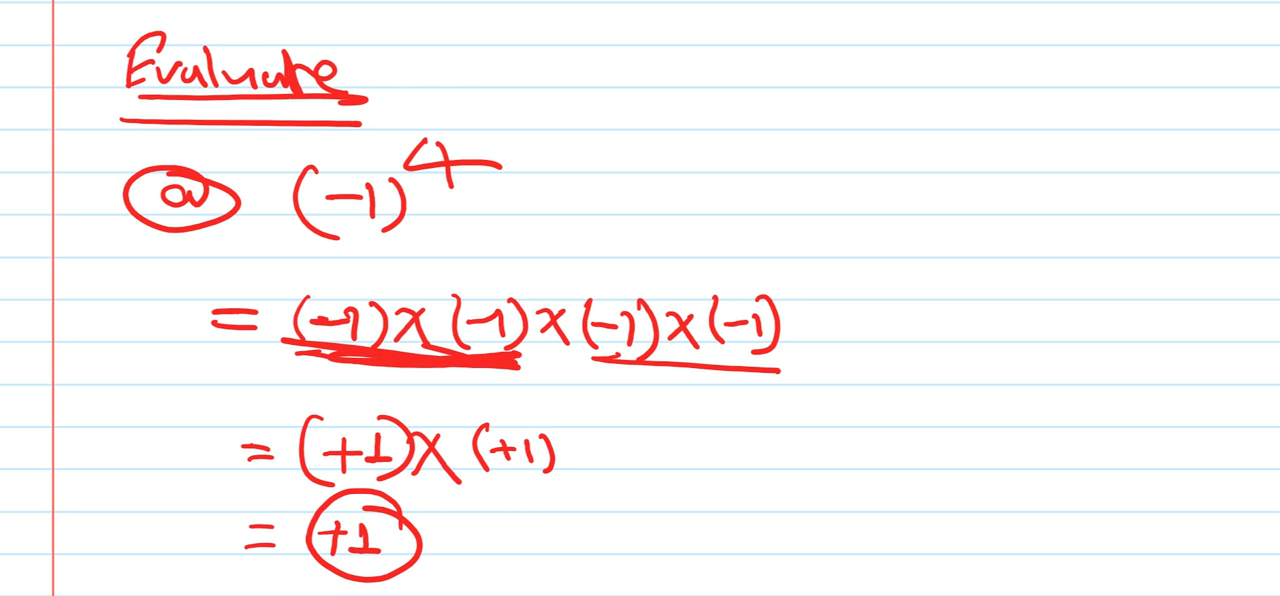 Evaluate
(a) (-1)⁴
= (-1) × (-1) × (-1) × (-1)
= (+1) × (+1)
= +1